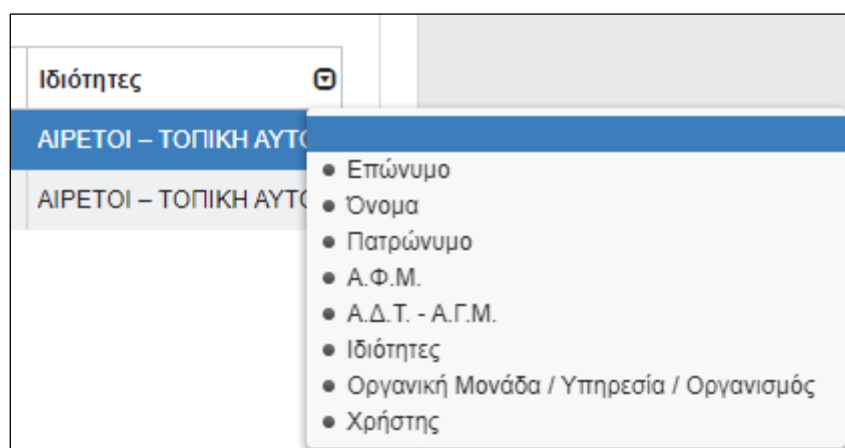 Ιδιότητες
ΑΙΡΕΤΟΙ – ΤΟΠΙΚΗ ΑΥΤΟ
ΑΙΡΕΤΟΙ – ΤΟΠΙΚΗ ΑΥΤΟ
Επώνυμο
Όνομα
Πατρώνυμο
Α.Φ.Μ.
Α.Δ.Τ. - Α.Γ.Μ.
Ιδιότητες
Οργανική Μονάδα / Υπηρεσία / Οργανισμός
Χρήστης